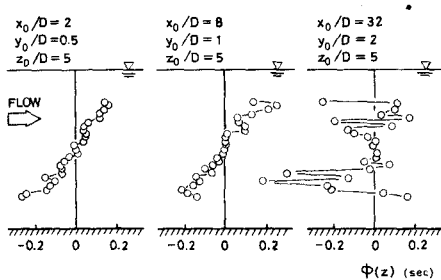 x₀/D = 2
y₀/D = 0.5
z₀/D = 5
x₀/D = 8
y₀/D = 1
z₀/D = 5
x₀/D = 32
y₀/D = 2
z₀/D = 5
FLOW
-0.2 0 0.2
-0.2 0 0.2
-0.2 0 0.2
Φ(z) (sec)